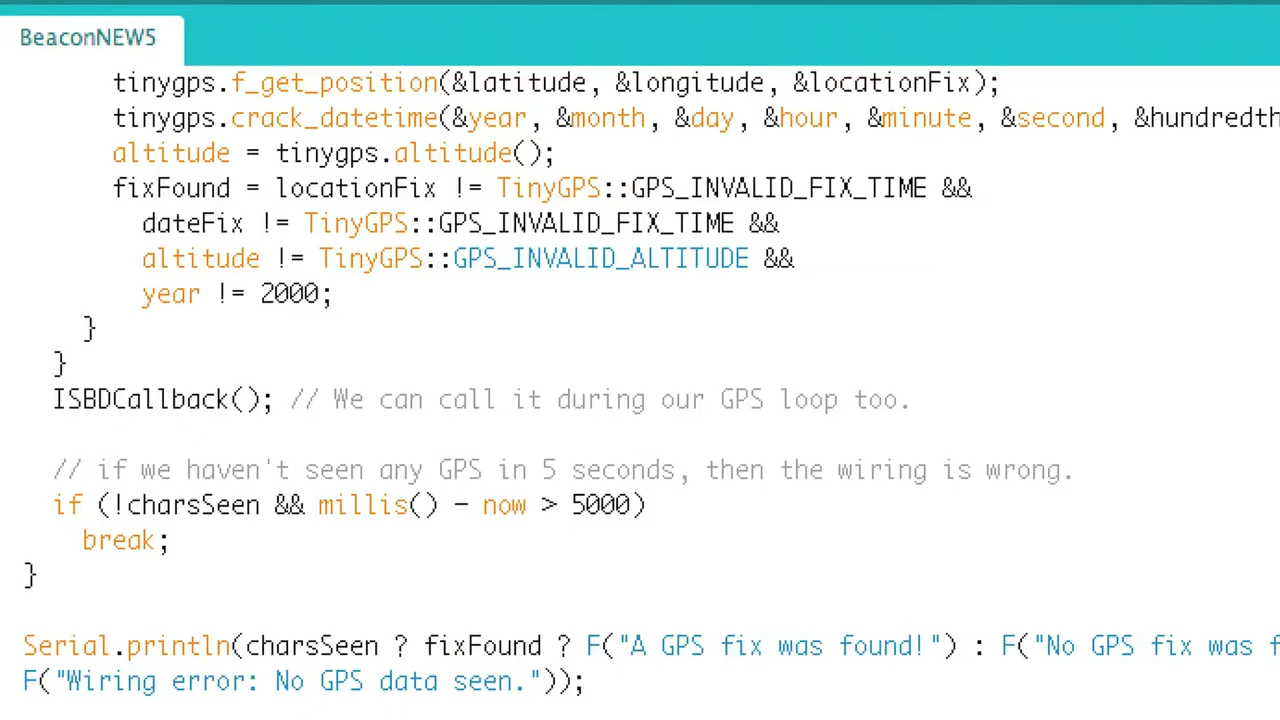 BeaconNEW5
tinygps.f_get_position(&latitude, &longitude, &locationFix);
tinygps.crack_datetime(&year, &month, &day, &hour, &minute, &second, &hundredth
altitude = tinygps.altitude();
fixFound = locationFix != TinyGPS::GPS_INVALID_FIX_TIME &&
dateFix != TinyGPS::GPS_INVALID_FIX_TIME &&
altitude != TinyGPS::GPS_INVALID_ALTITUDE &&
year != 2000;
}
}
ISBDCallback(); // We can call it during our GPS loop too.
// if we haven't seen any GPS in 5 seconds, then the wiring is wrong.
if (!charsSeen && millis() - now > 5000)
break;
}
Serial.println(charsSeen ? fixFound ? F("A GPS fix was found!") : F("No GPS fix was f
F("Wiring error: No GPS data seen."));